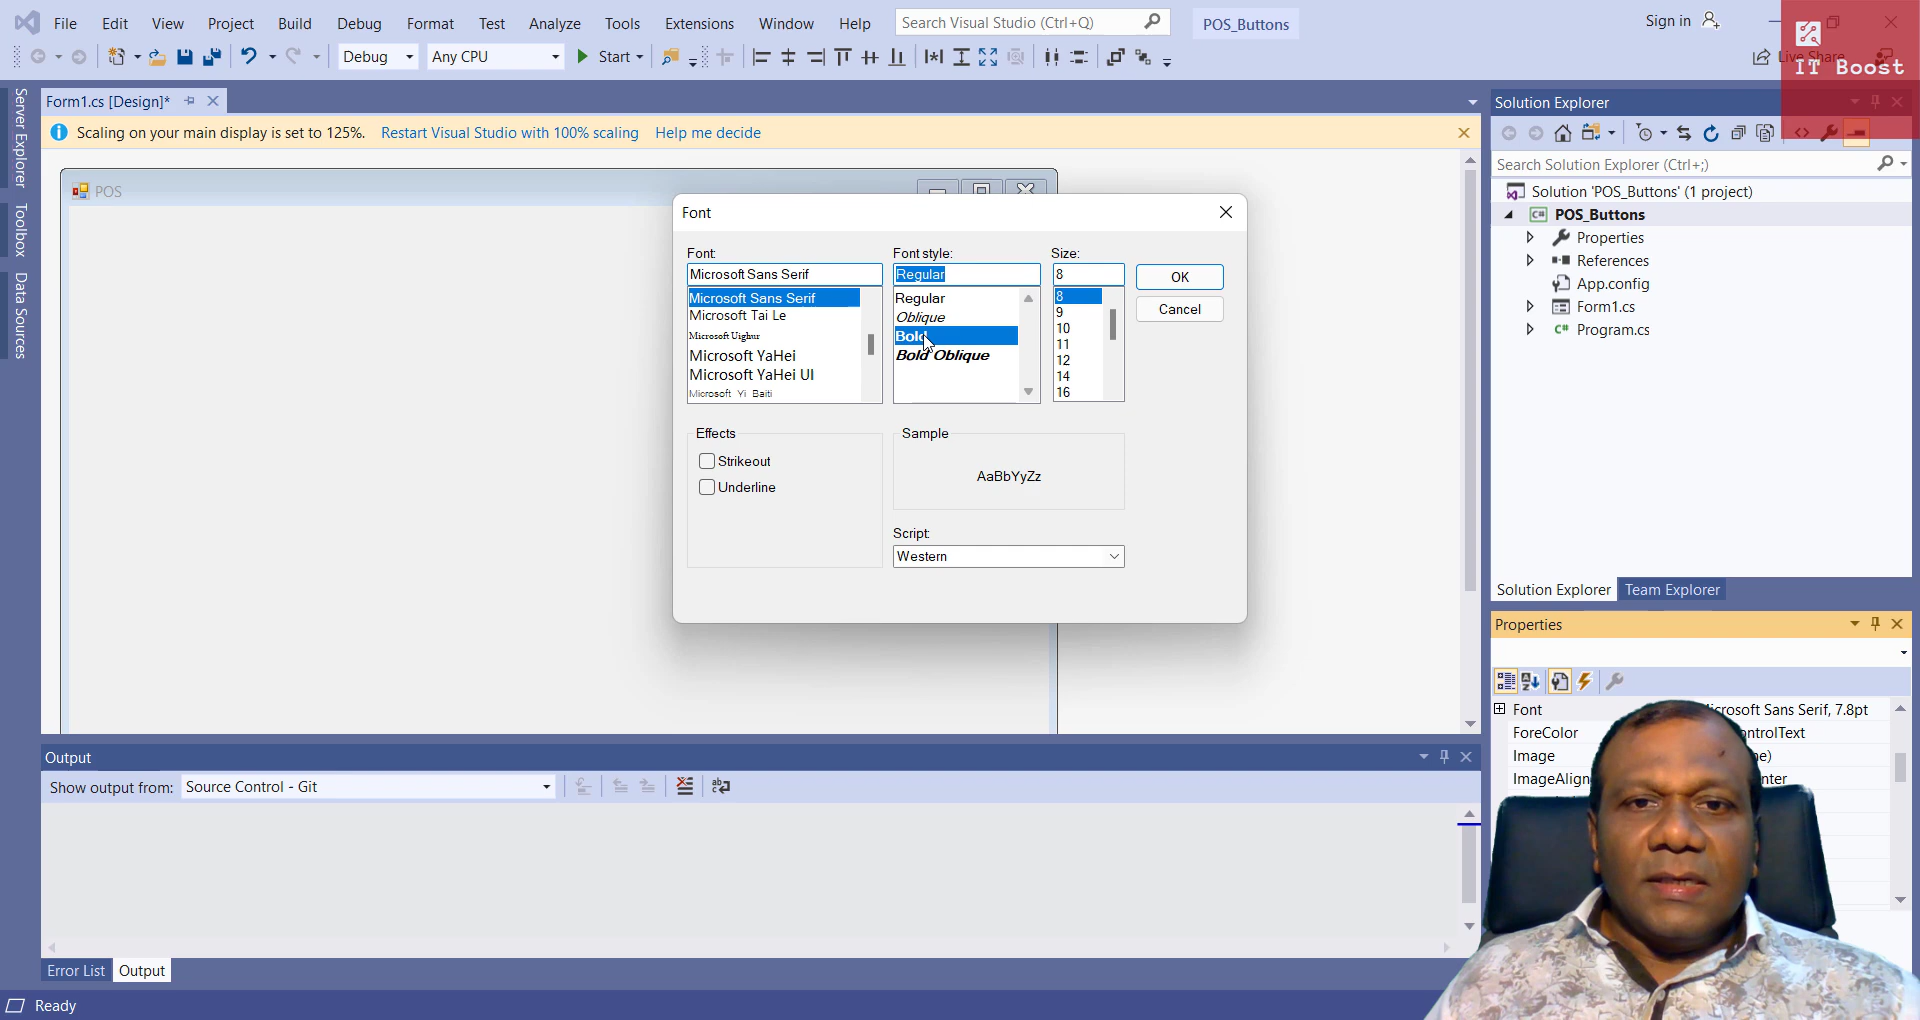 File Edit View Project Build Debug Format Test Analyze Tools Extensions Window Help Search Visual Studio (Ctrl+Q) POS_Buttons Sign in
Debug Any CPU Start Live Share
IT Boost
Server Explorer
Toolbox
Data Sources
Form1.cs [Design]*
Scaling on your main display is set to 125%. Restart Visual Studio with 100% scaling Help me decide
POS
Font
Font: Font style: Size:
Microsoft Sans Serif Regular 8 OK
Microsoft Sans Serif
Microsoft Tai Le
Microsoft Uighur
Microsoft YaHei
Microsoft YaHei UI
Microsoft Yi Baiti
Regular
Oblique
Bold
Bold Oblique
8
9
10
11
12
14
16
Cancel
Effects
Strikeout
Underline
Sample
AaBbYyZz
Script:
Western
Solution Explorer
Search Solution Explorer (Ctrl+;)
Solution 'POS_Buttons' (1 project)
POS_Buttons
Properties
References
App.config
Form1.cs
Program.cs
Solution Explorer Team Explorer
Properties
Font icrosoft Sans Serif, 7.8pt
ForeColor ontrolText
Image ne)
ImageAlign nter
Output
Show output from: Source Control - Git
Error List Output
Ready